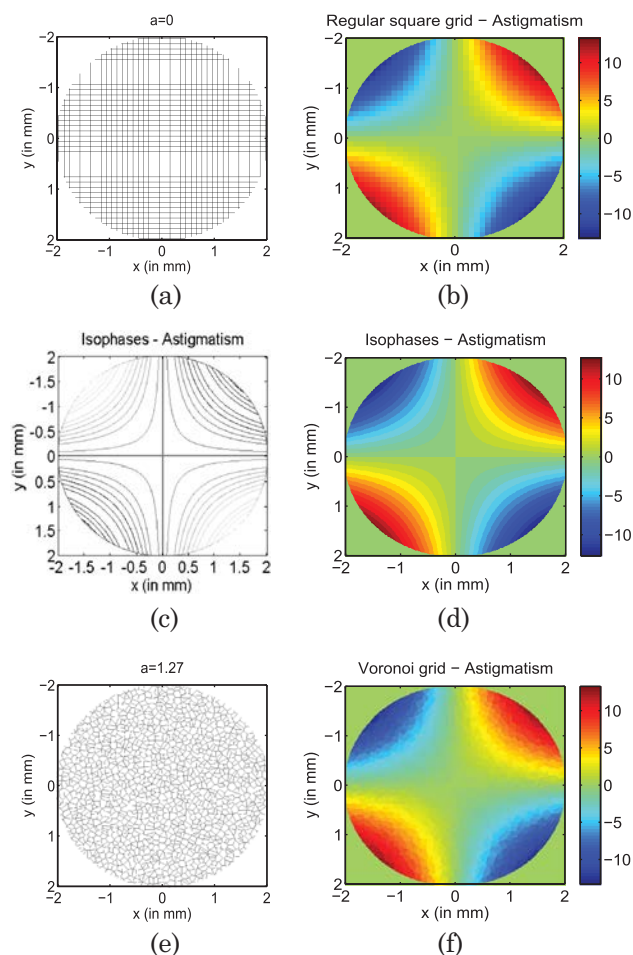 a=0
−2
−1
0
1
2
y (in mm)
−2 −1 0 1 2
x (in mm)
(a)
Regular square grid − Astigmatism
−2
−1
0
1
2
y (in mm)
−2 0 2
x (in mm)
10
5
0
−5
−10
(b)
Isophases - Astigmatism
2
-1.5
-1
-0.5
0
0.5
1
1.5
2
y (in mm)
-2 -1.5 -1 -0.5 0 0.5 1 1.5 2
x (in mm)
(c)
Isophases − Astigmatism
−2
−1
0
1
2
y (in mm)
−2 0 2
x (in mm)
10
5
0
−5
−10
(d)
a=1.27
−2
−1
0
1
2
y (in mm)
−2 −1 0 1 2
x (in mm)
(e)
Voronoi grid − Astigmatism
−2
−1
0
1
2
y (in mm)
−2 0 2
x (in mm)
10
5
0
−5
−10
(f)